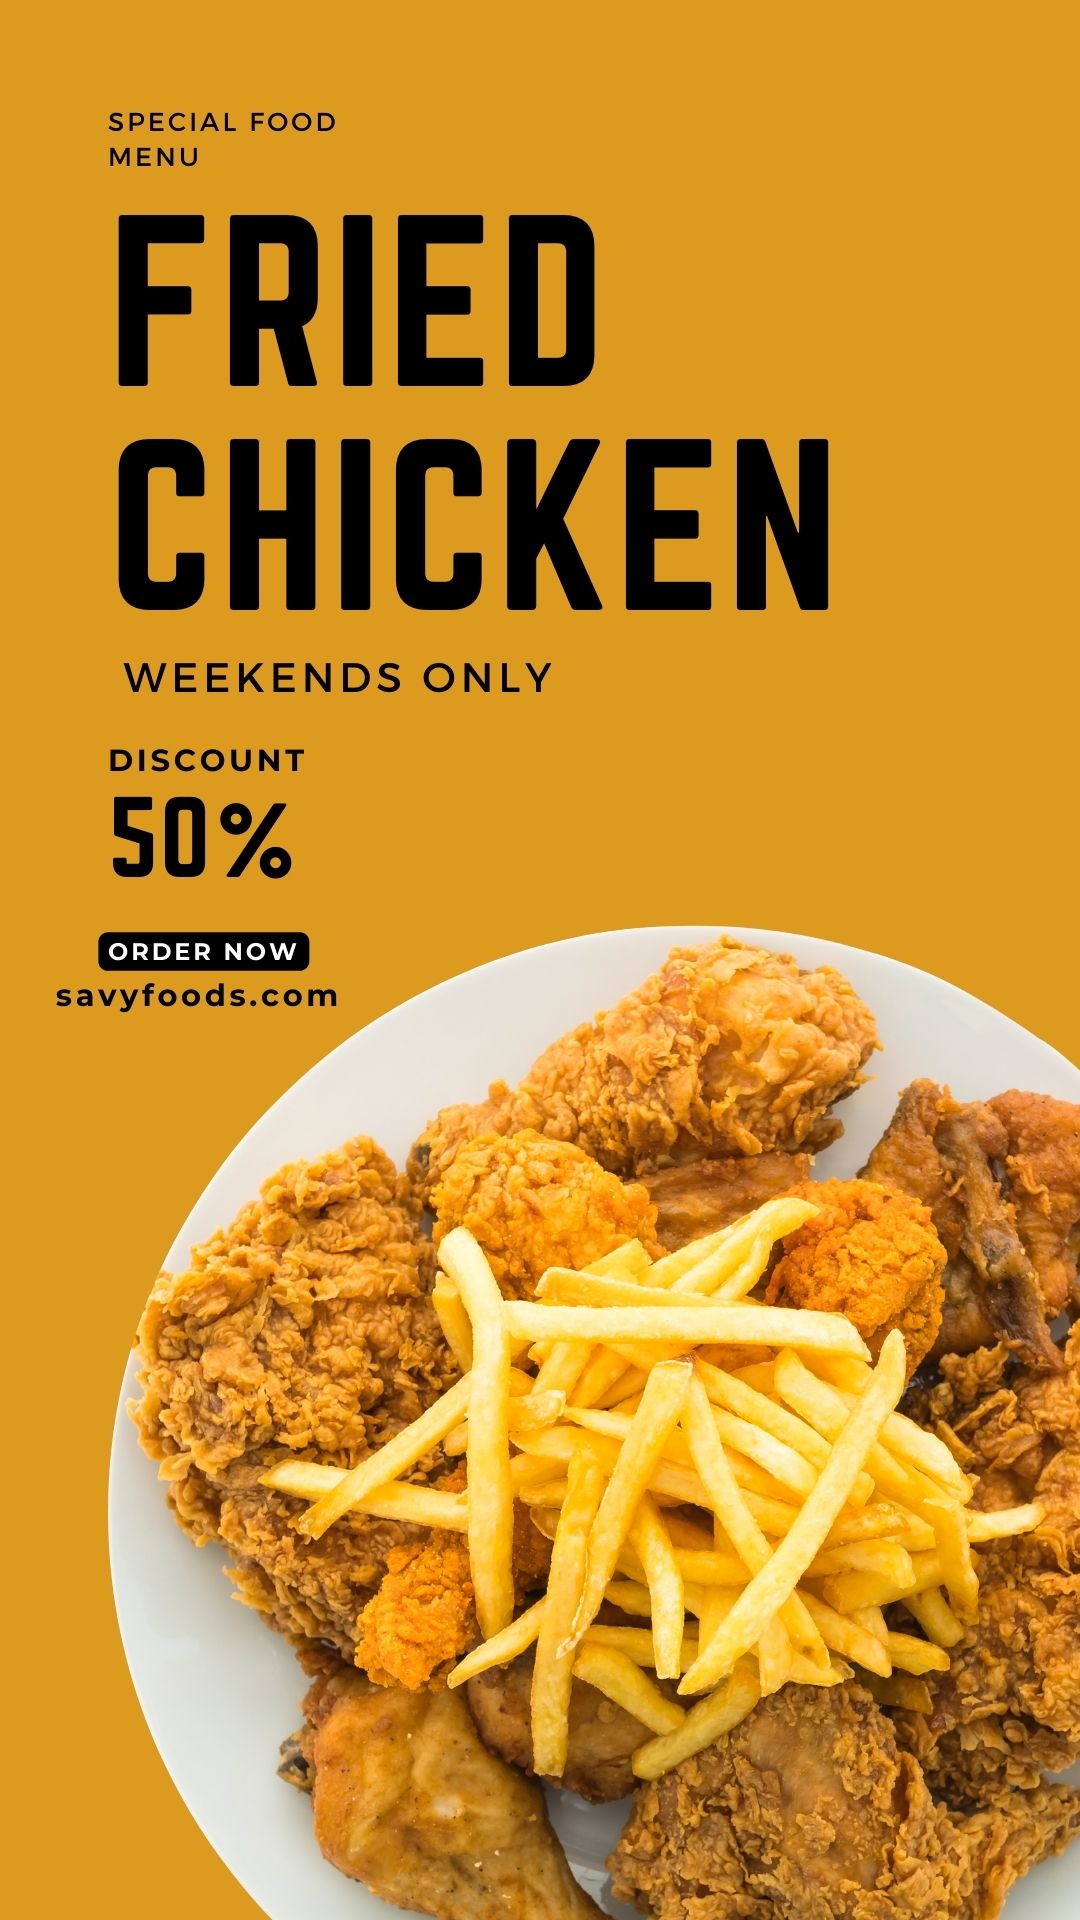 SPECIAL FOOD
MENU
FRIED
CHICKEN
WEEKENDS ONLY
DISCOUNT
50%
ORDER NOW
savyfoods.com